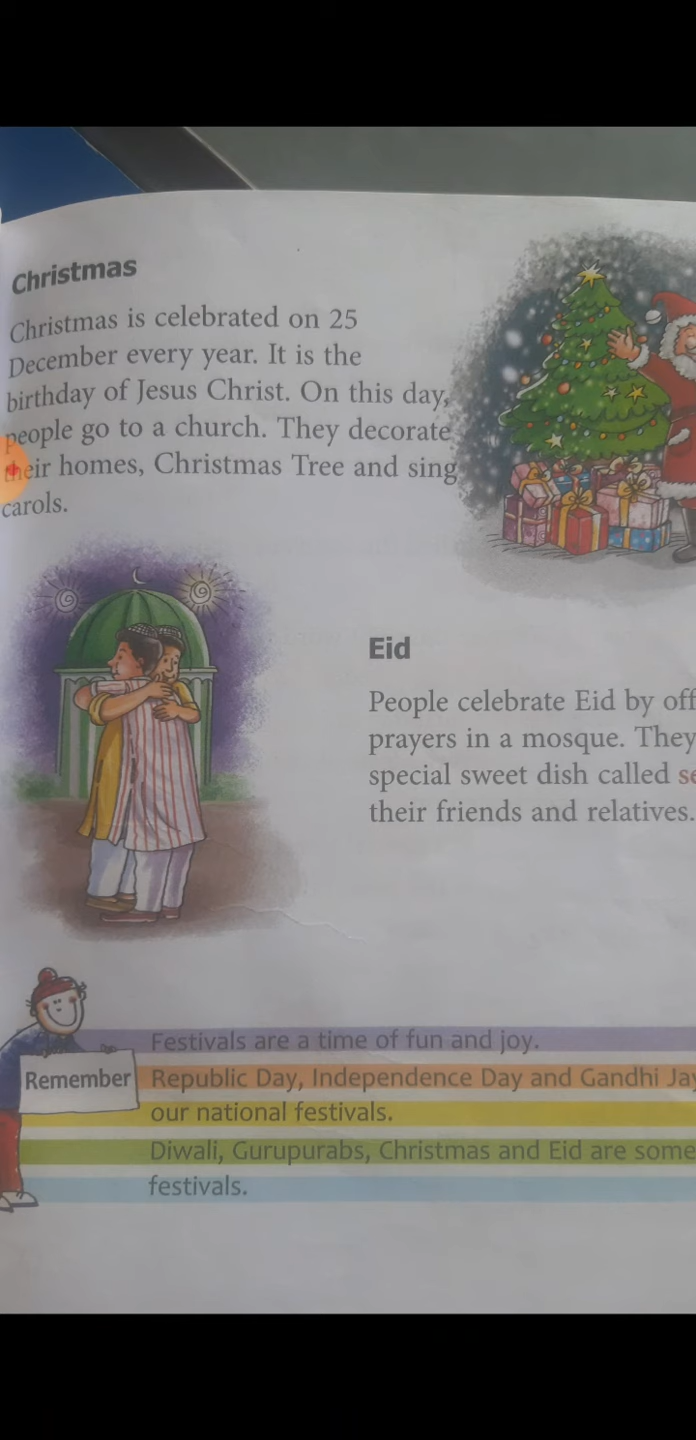 Christmas
Christmas is celebrated on 25
December every year. It is the
birthday of Jesus Christ. On this day,
people go to a church. They decorate
their homes, Christmas Tree and sing
carols.
Eid
People celebrate Eid by
prayers in a mosque. They
special sweet dish called
their friends and relatives.
Remember
Festivals are a time of fun and joy.
Republic Day, Independence Day and Gandhi
our national festivals.
Diwali, Gurupurabs, Christmas and Eid are some
festivals.